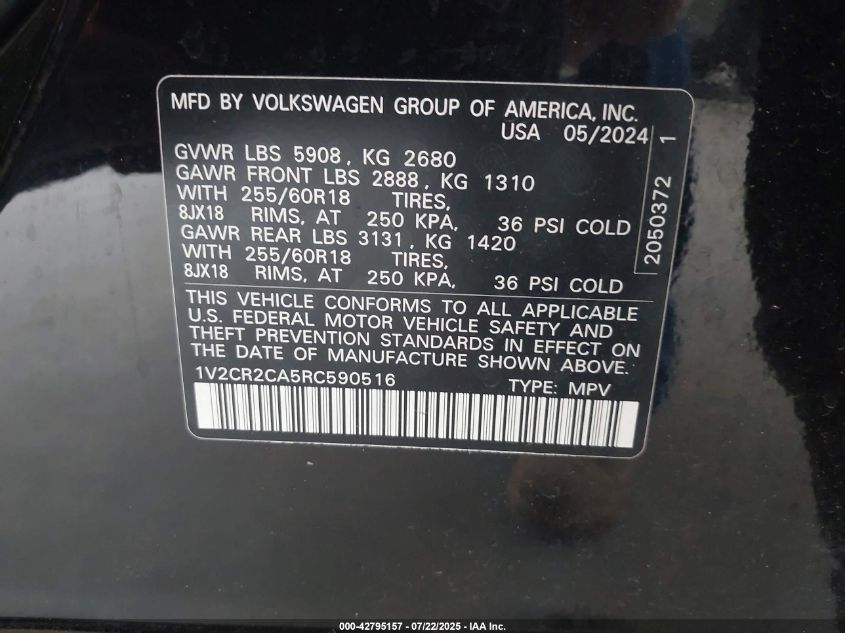 MFD BY VOLKSWAGEN GROUP OF AMERICA, INC.
USA 05/2024
GVWR LBS 5908, KG 2680
GAWR FRONT LBS 2888, KG 1310
WITH 255/60R18 TIRES,
8JX18 RIMS, AT 250 KPA, 36 PSI COLD
GAWR REAR LBS 3131, KG 1420
WITH 255/60R18 TIRES,
8JX18 RIMS, AT 250 KPA, 36 PSI COLD
2050372 1
THIS VEHICLE CONFORMS TO ALL APPLICABLE
U.S. FEDERAL MOTOR VEHICLE SAFETY AND
THEFT PREVENTION STANDARDS IN EFFECT ON
THE DATE OF MANUFACTURE SHOWN ABOVE.
1V2CR2CA5RC590516 TYPE: MPV
000-42795157 - 07/22/2025 - IAA Inc.